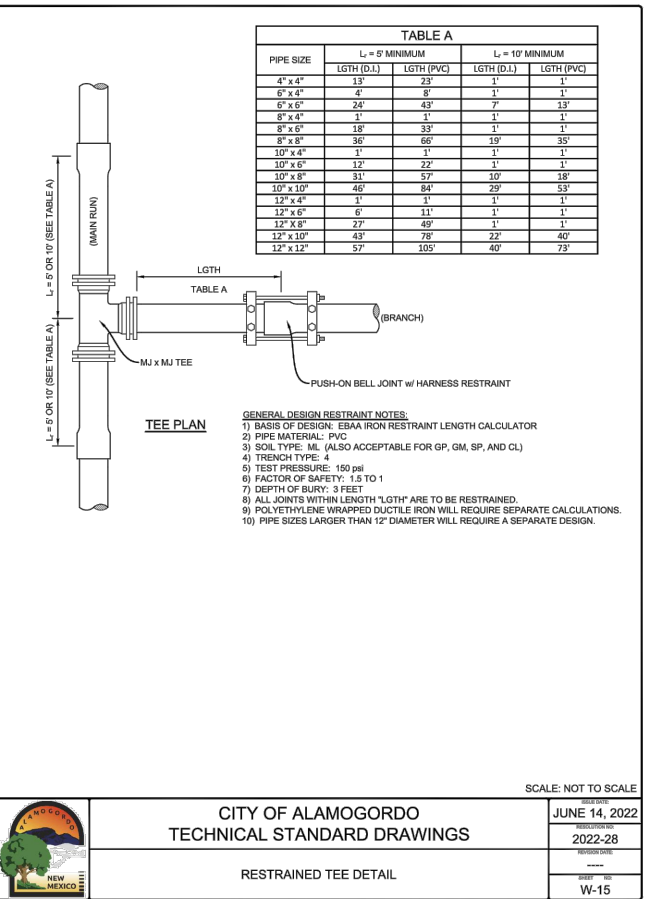 TABLE A
PIPE SIZE Lr = 5' MINIMUM Lr = 10' MINIMUM
LGTH (D.I.) LGTH (PVC) LGTH (D.I.) LGTH (PVC)
4" x 4" 13' 23' 1' 1'
6" x 4" 4' 8' 1' 1'
6" x 6" 24' 43' 7' 13'
8" x 4" 1' 1' 1' 1'
8" x 6" 18' 33' 1' 1'
8" x 8" 36' 66' 19' 35'
10" x 4" 1' 1' 1' 1'
10" x 6" 12' 22' 1' 1'
10" x 8" 31' 57' 10' 18'
10" x 10" 46' 84' 29' 53'
12" x 4" 1' 1' 1' 1'
12" x 6" 6' 11' 1' 1'
12" X 8" 27' 49' 1' 1'
12" x 10" 43' 78' 22' 40'
12" x 12" 57' 105' 40' 73'
Lr = 5' OR 10' (SEE TABLE A)
(MAIN RUN)
LGTH
TABLE A
(BRANCH)
Lr = 5' OR 10' (SEE TABLE A)
MJ x MJ TEE
PUSH-ON BELL JOINT w/ HARNESS RESTRAINT
TEE PLAN
GENERAL DESIGN RESTRAINT NOTES:
1) BASIS OF DESIGN: EBAA IRON RESTRAINT LENGTH CALCULATOR
2) PIPE MATERIAL: PVC
3) SOIL TYPE: ML (ALSO ACCEPTABLE FOR GP, GM, SP, AND CL)
4) TRENCH TYPE: 4
5) TEST PRESSURE: 150 psi
6) FACTOR OF SAFETY: 1.5 TO 1
7) DEPTH OF BURY: 3 FEET
8) ALL JOINTS WITHIN LENGTH "LGTH" ARE TO BE RESTRAINED.
9) POLYETHYLENE WRAPPED DUCTILE IRON WILL REQUIRE SEPARATE CALCULATIONS.
10) PIPE SIZES LARGER THAN 12" DIAMETER WILL REQUIRE A SEPARATE DESIGN.
SCALE: NOT TO SCALE
ALAMOGORDO
NEW
MEXICO
CITY OF ALAMOGORDO
TECHNICAL STANDARD DRAWINGS
RESTRAINED TEE DETAIL
ISSUE DATE:
JUNE 14, 2022
RESOLUTION NO:
2022-28
REVISION DATE:
----
SHEET NO:
W-15